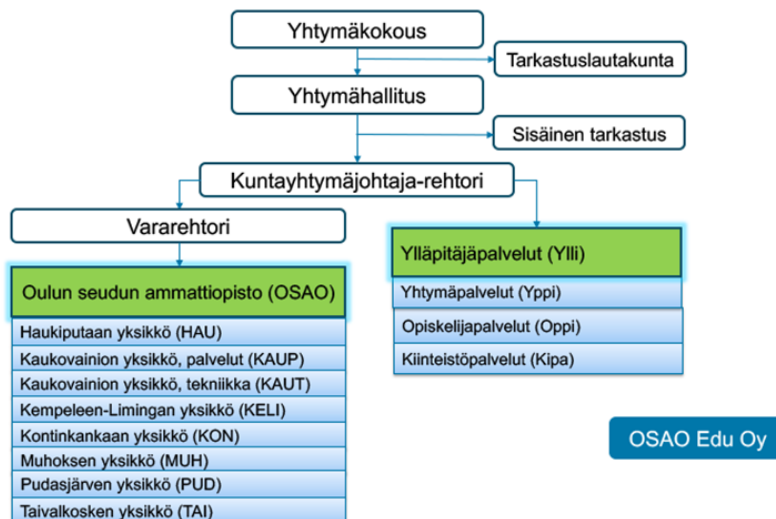 Yhtymäkokous
Tarkastuslautakunta
Yhtymähallitus
Sisäinen tarkastus
Kuntayhtymäjohtaja-rehtori
Vararehtori
Oulun seudun ammattiopisto (OSAO)
Haukiputaan yksikkö (HAU)
Kaukovainion yksikkö, palvelut (KAUP)
Kaukovainion yksikkö, tekniikka (KAUT)
Kempeleen-Limingan yksikkö (KELI)
Kontinkankaan yksikkö (KON)
Muhoksen yksikkö (MUH)
Pudasjärven yksikkö (PUD)
Taivalkosken yksikkö (TAI)
Ylläpitäjäpalvelut (Ylli)
Yhtymäpalvelut (Yppi)
Opiskelijapalvelut (Oppi)
Kiinteistöpalvelut (Kipa)
OSAO Edu Oy